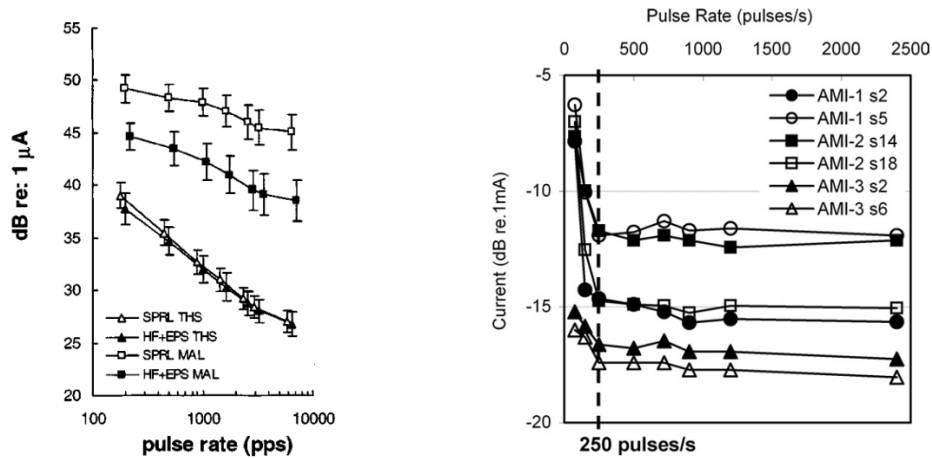 55
50
45
40
35
30
25
20
dB re: 1 µA
SPRL THS
HF+EPS THS
SPRL MAL
HF+EPS MAL
100 1000 10000
pulse rate (pps)
Pulse Rate (pulses/s)
0 500 1000 1500 2000 2500
-5
-10
-15
-20
Current (dB re.1mA)
AMI-1 s2
AMI-1 s5
AMI-2 s14
AMI-2 s18
AMI-3 s2
AMI-3 s6
250 pulses/s